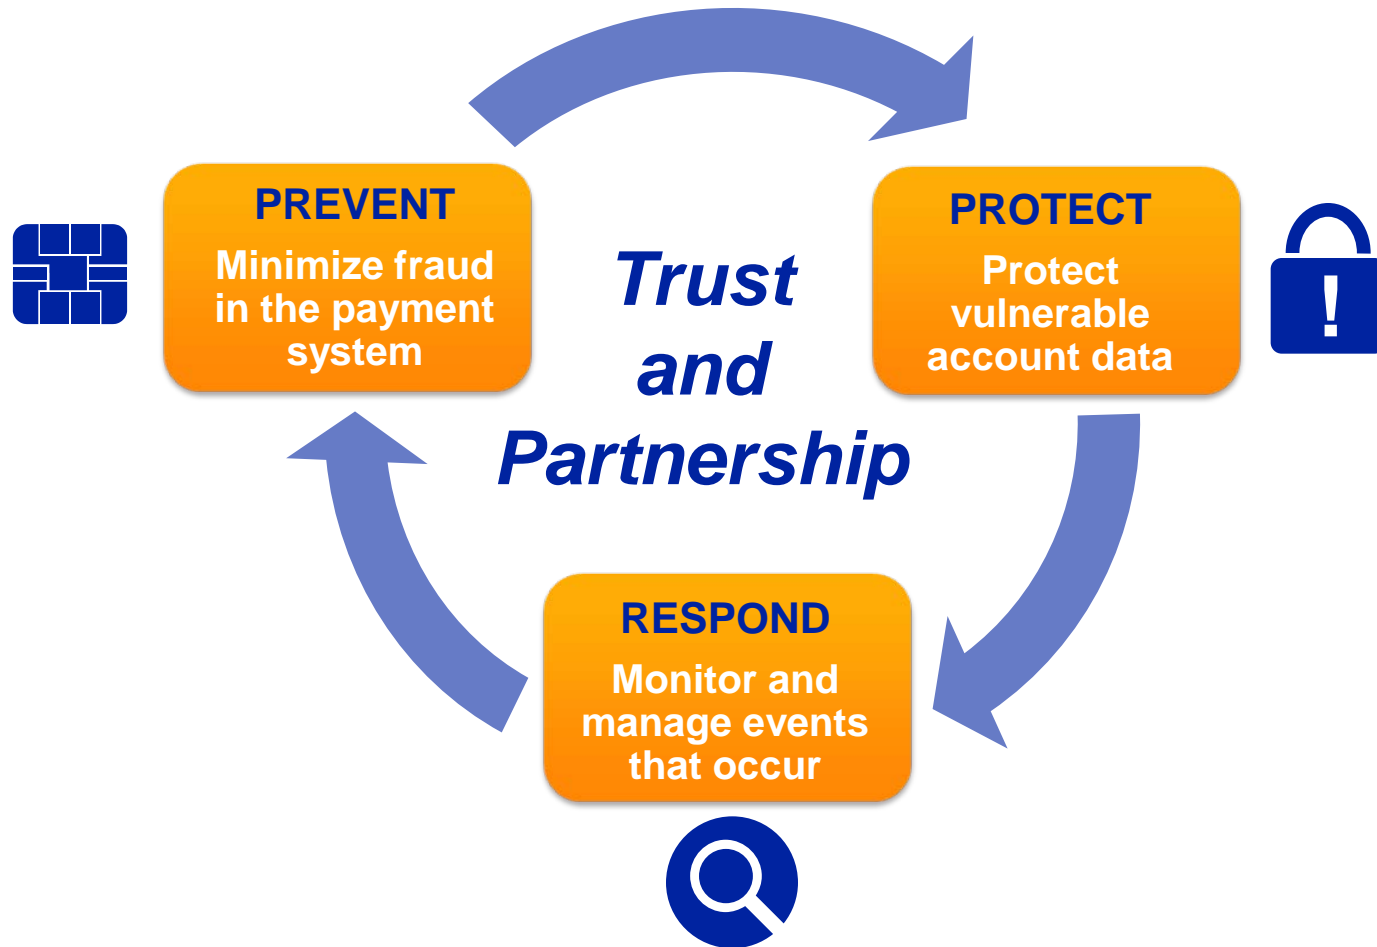 PREVENT
Minimize fraud
in the payment
system
Trust
and
Partnership
PROTECT
Protect
vulnerable
account data
!
RESPOND
Monitor and
manage events
that occur